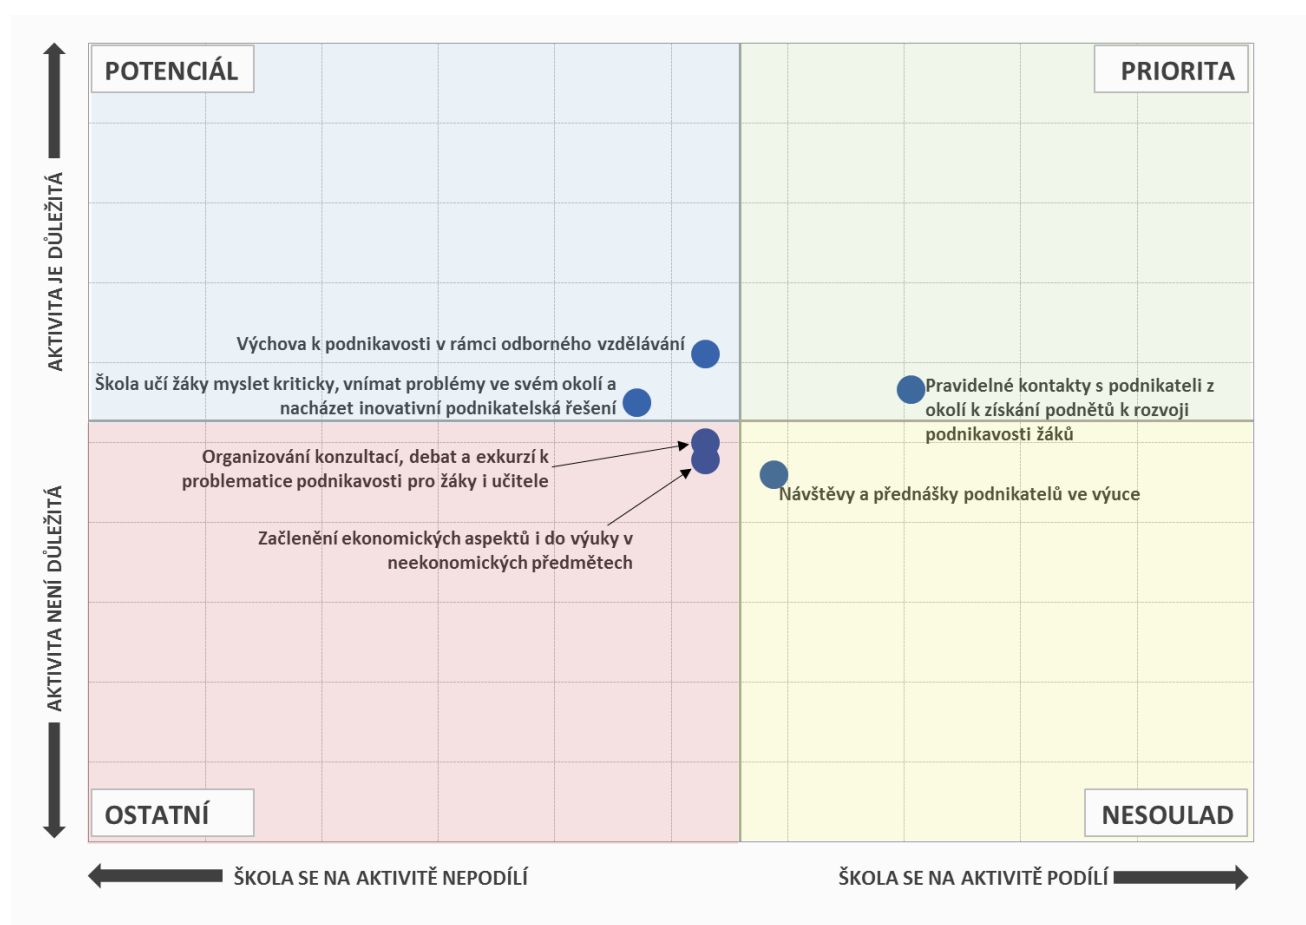 POTENCIÁL
PRIORITA
AKTIVITA JE DŮLEŽITÁ
Výchova k podnikavosti v rámci odborného vzdělávání
Škola učí žáky myslet kriticky, vnímat problémy ve svém okolí a
nacházet inovativní podnikatelská řešení
Pravidelné kontakty s podnikateli z
okolí k získání podnětů k rozvoji
podnikavosti žáků
Organizování konzultací, debat a exkurzí k
problematice podnikavosti pro žáky i učitele
Návštěvy a přednášky podnikatelů ve výuce
Začlenění ekonomických aspektů i do výuky v
neekonomických předmětech
AKTIVITA NENÍ DŮLEŽITÁ
OSTATNÍ
NESOULAD
ŠKOLA SE NA AKTIVITĚ NEPODÍLÍ
ŠKOLA SE NA AKTIVITĚ PODÍLÍ